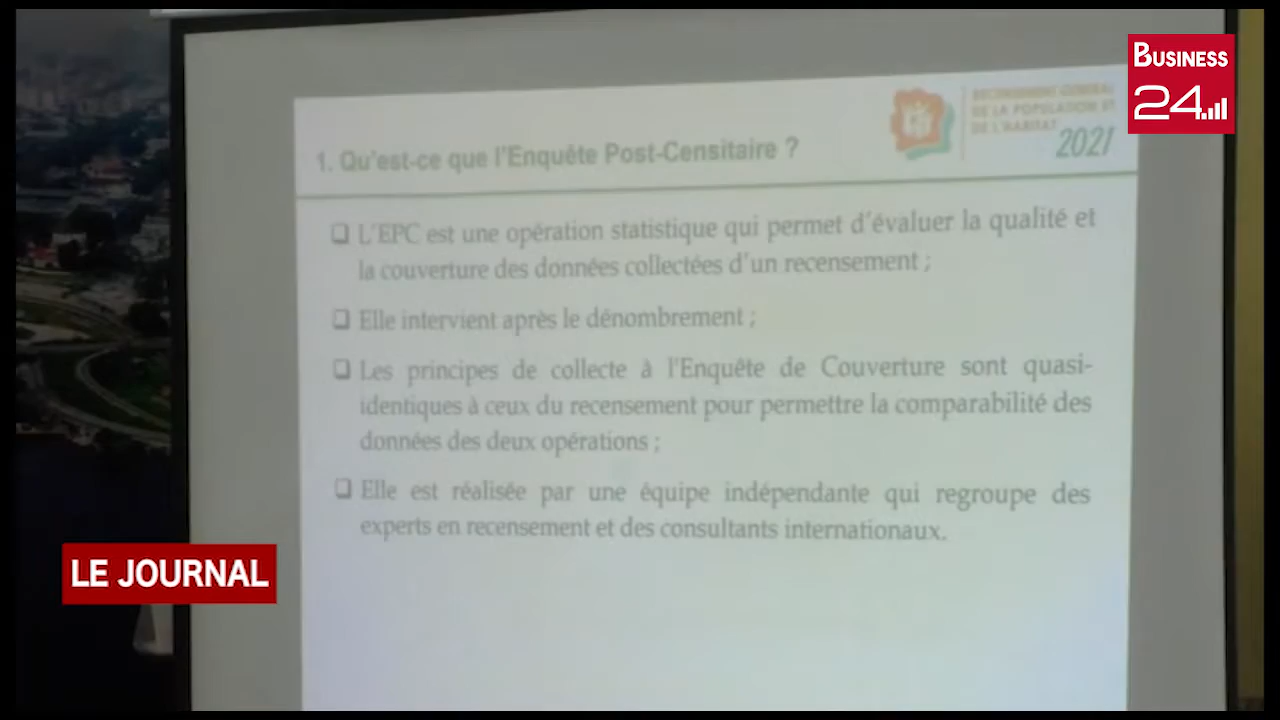 BUSINESS
24
RECENSEMENT GENERAL
DE LA POPULATION ET
DE L'HABITAT
2021
1. Qu'est-ce que l'Enquête Post-Censitaire ?
❑ L'EPC est une opération statistique qui permet d'évaluer la qualité et
la couverture des données collectées d'un recensement ;
❑ Elle intervient après le dénombrement ;
❑ Les principes de collecte à l'Enquête de Couverture sont quasi-
identiques à ceux du recensement pour permettre la comparabilité des
données des deux opérations ;
❑ Elle est réalisée par une équipe indépendante qui regroupe des
experts en recensement et des consultants internationaux.
LE JOURNAL